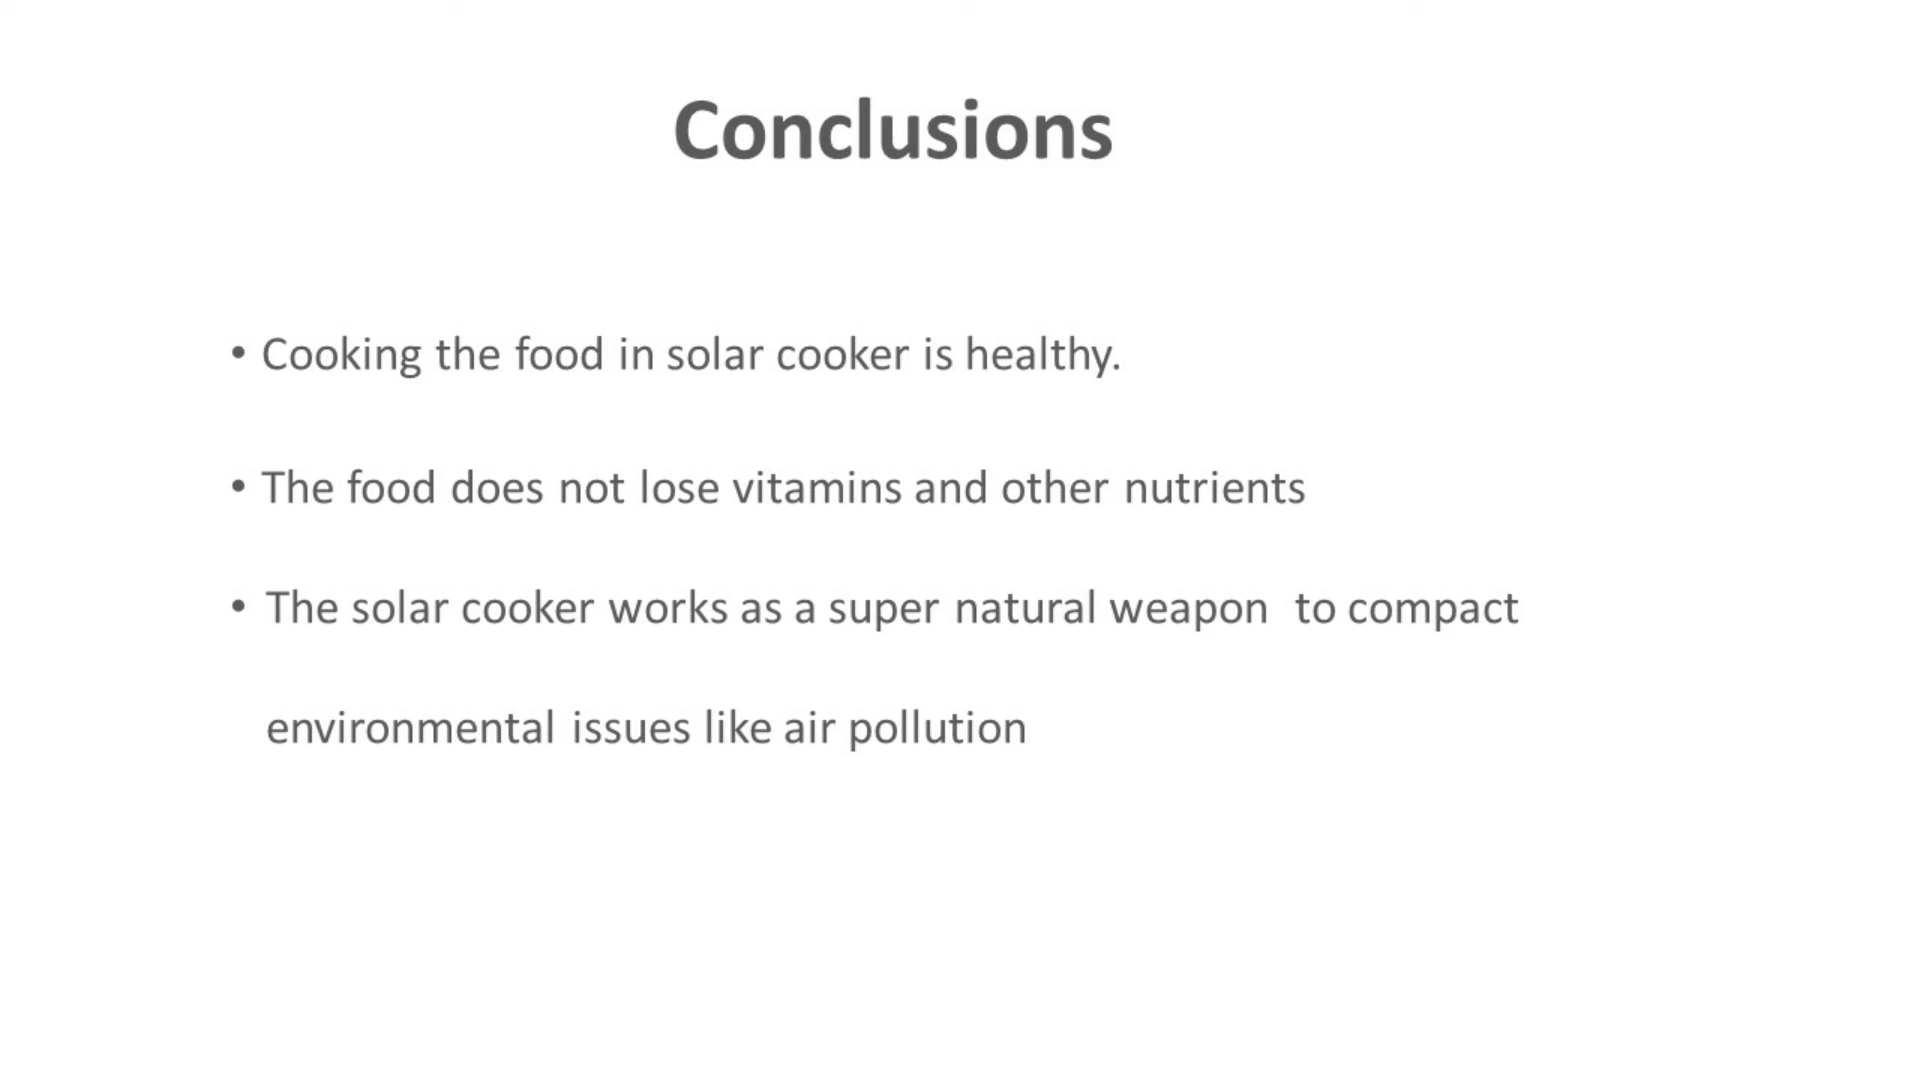 Conclusions
• Cooking the food in solar cooker is healthy.
• The food does not lose vitamins and other nutrients
• The solar cooker works as a super natural weapon  to compact
environmental issues like air pollution